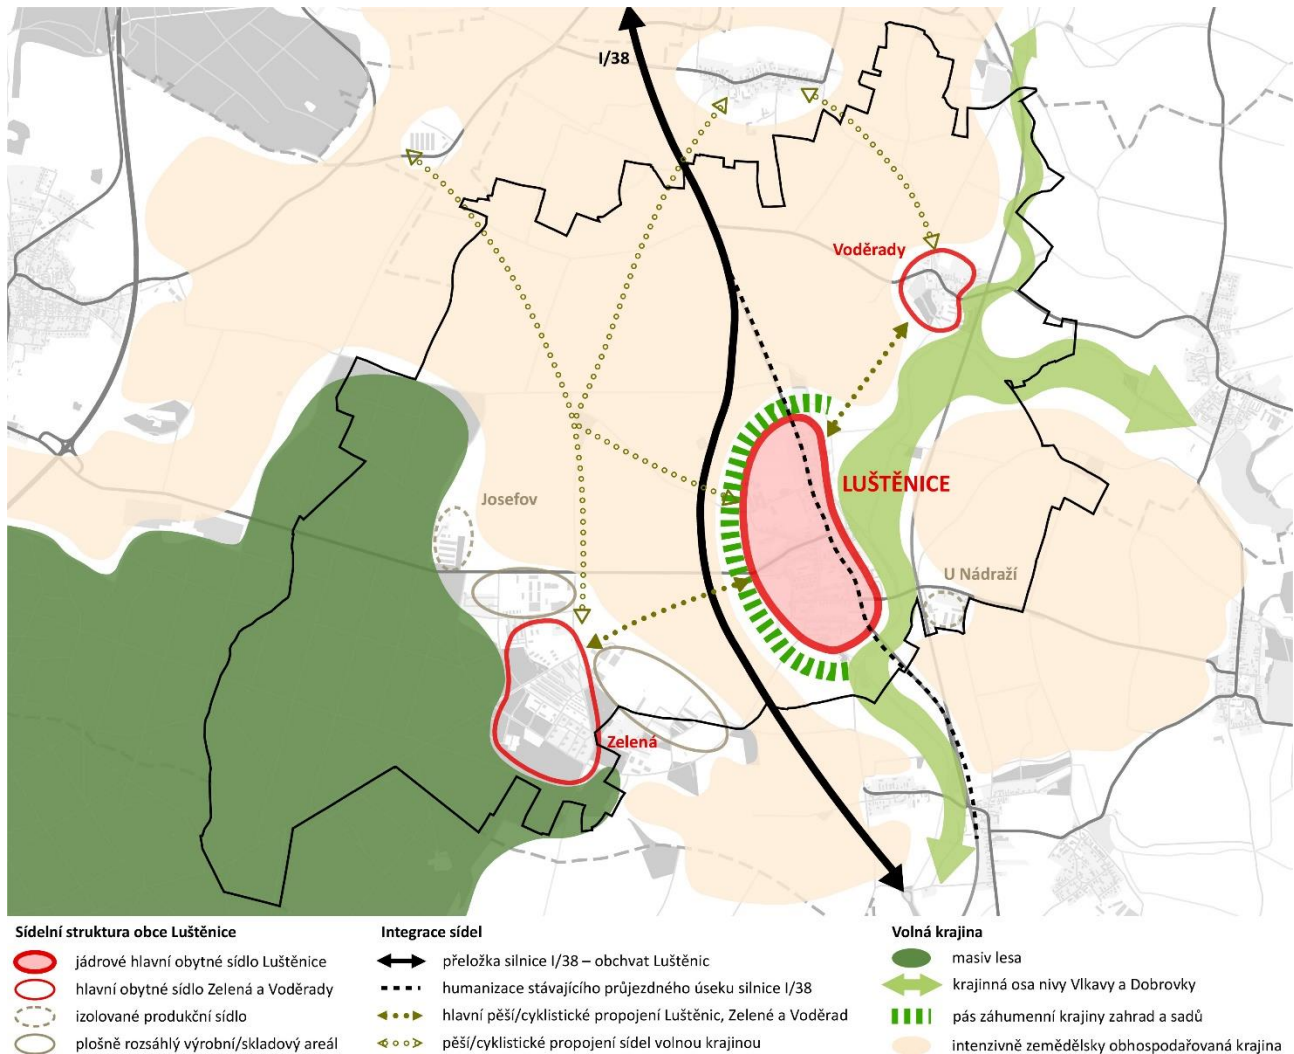 I/38
Voděrady
LUŠTĚNICE
Josefov
U Nádraží
Zelená
Sídelní struktura obce Luštěnice
jádrové hlavní obytné sídlo Luštěnice
hlavní obytné sídlo Zelená a Voděrady
izolované produkční sídlo
plošně rozsáhlý výrobní/skladový areál
Integrace sídel
přeložka silnice I/38 – obchvat Luštěnic
humanizace stávajícího průjezdného úseku silnice I/38
hlavní pěší/cyklistické propojení Luštěnic, Zelené a Voděrad
pěší/cyklistické propojení sídel volnou krajinou
Volná krajina
masiv lesa
krajinná osa nivy Vlkavy a Dobrovky
pás záhumenní krajiny zahrad a sadů
intenzivně zemědělsky obhospodařovaná krajina